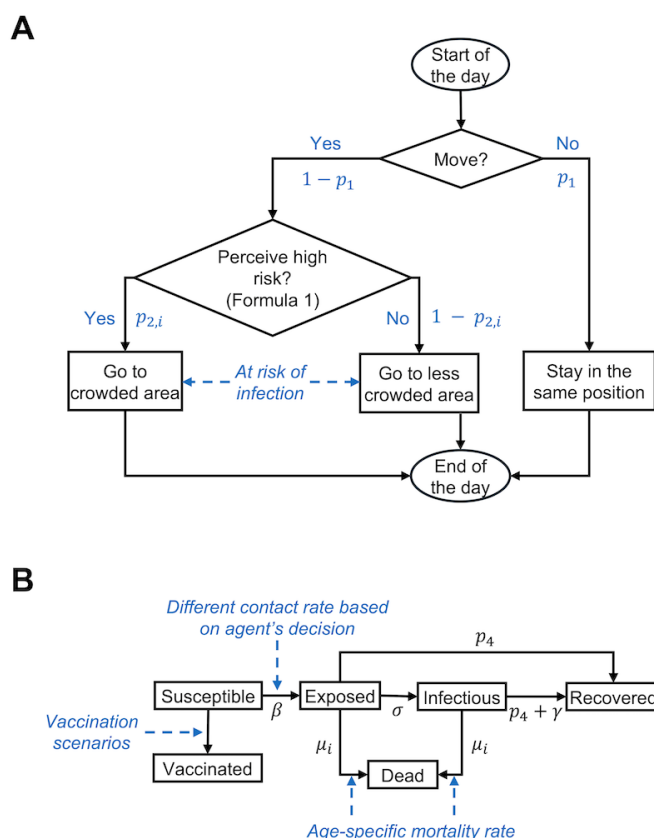 A
Start of
the day
Yes
No
Move?
1 − p₁
p₁
Perceive high
risk?
(Formula 1)
Yes
p₂,ᵢ
No
1 − p₂,ᵢ
Go to
crowded area
At risk of
infection
Go to less
crowded area
Stay in the
same position
End of
the day
B
Different contact rate based
on agent's decision
p₄
Susceptible
β
Exposed
σ
Infectious
p₄ + γ
Recovered
Vaccination
scenarios
μᵢ
μᵢ
Vaccinated
Dead
Age-specific mortality rate